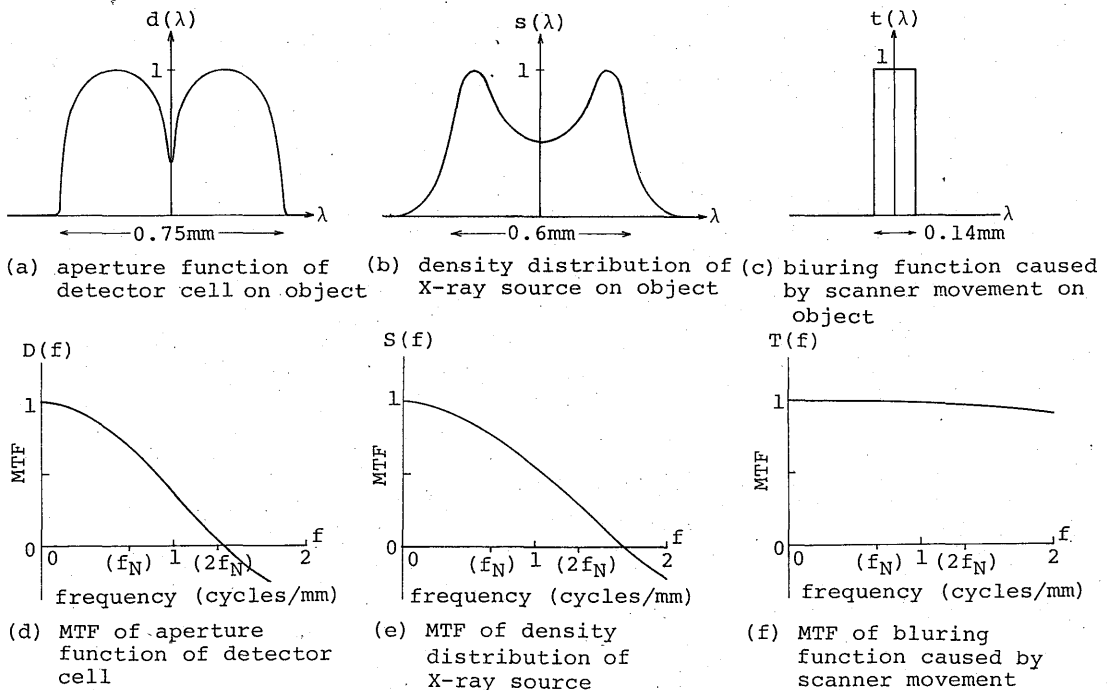 d(λ)
1
λ
0.75mm
(a) aperture function of
detector cell on object
s(λ)
1
λ
0.6mm
(b) density distribution of
X-ray source on object
t(λ)
1
λ
0.14mm
(c) biuring function caused
by scanner movement on
object
D(f)
1
MTF
0
0 (fN) 1 (2fN) 2 f
frequency (cycles/mm)
(d) MTF of aperture
function of detector
cell
S(f)
1
MTF
0
0 (fN) 1 (2fN) 2 f
frequency (cycles/mm)
(e) MTF of density
distribution of
X-ray source
T(f)
1
MTF
0
0 (fN) 1 (2fN) 2 f
frequency (cycles/mm)
(f) MTF of bluring
function caused by
scanner movement